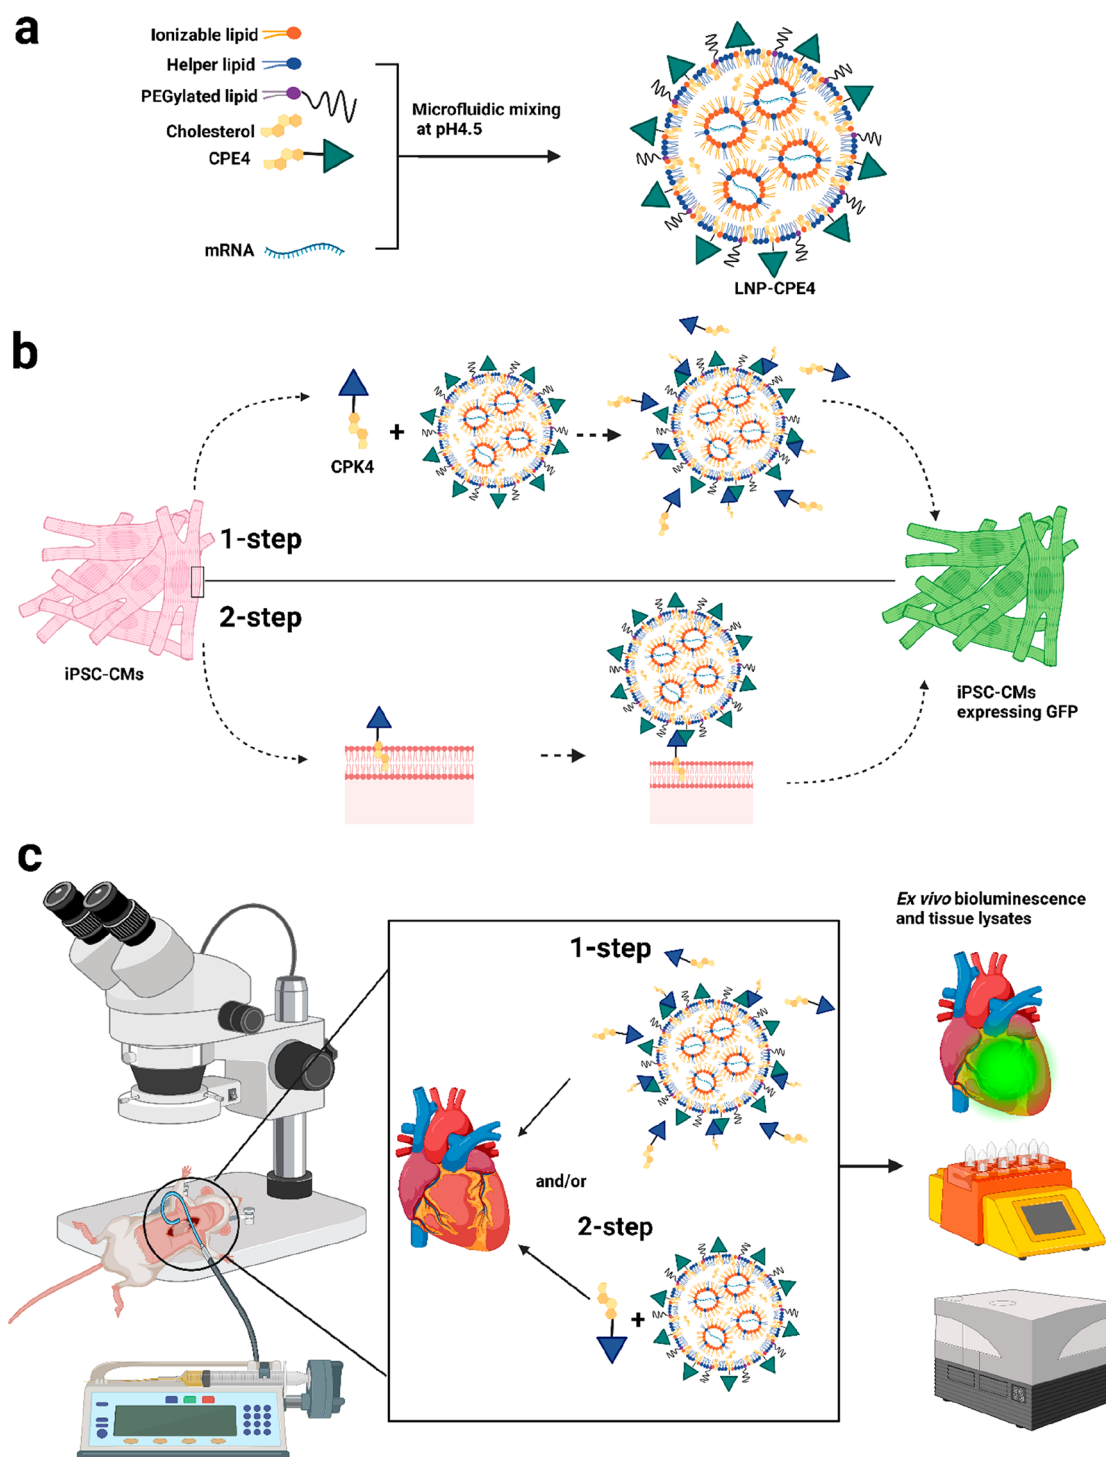 a
Ionizable lipid
Helper lipid
PEGylated lipid
Cholesterol
CPE4
mRNA
Microfluidic mixing
at pH4.5
LNP-CPE4
b
CPK4
+
1-step
2-step
iPSC-CMs
iPSC-CMs
expressing GFP
c
1-step
and/or
2-step
+
Ex vivo bioluminescence
and tissue lysates